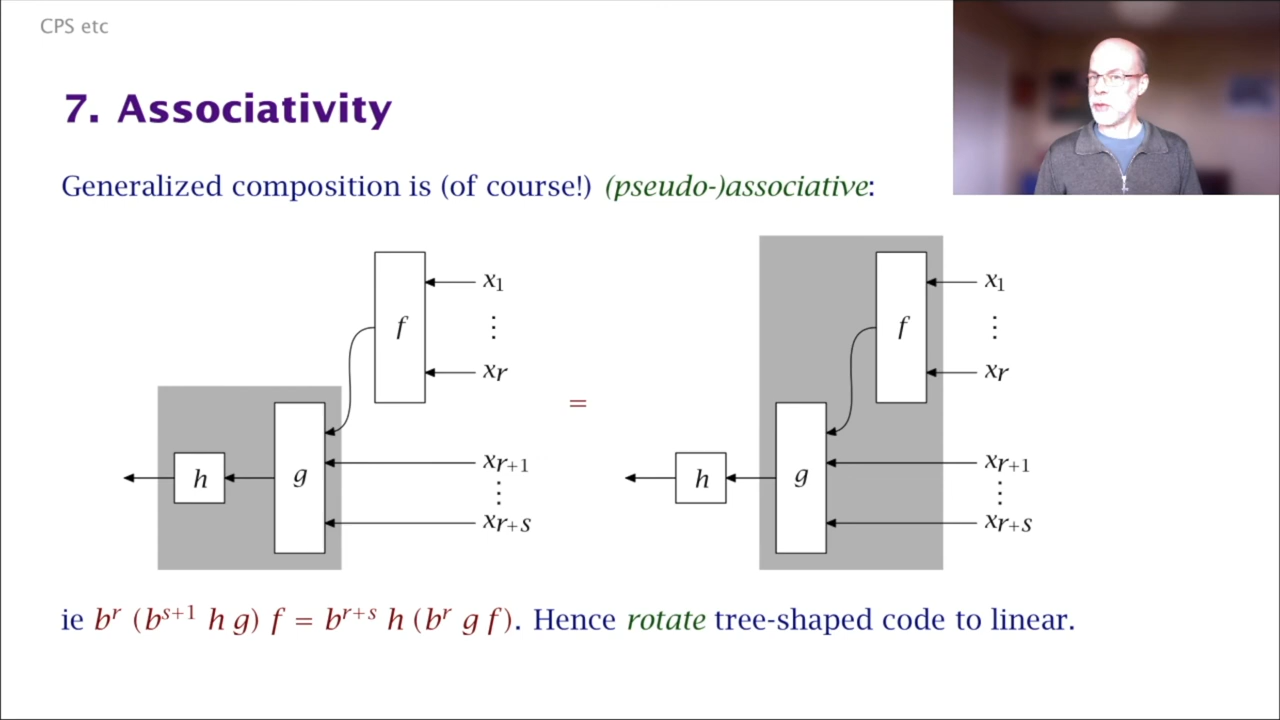 CPS etc
7. Associativity
Generalized composition is (of course!) (pseudo-)associative:
f
x₁
⋮
xᵣ
h
g
xᵣ₊₁
⋮
xᵣ₊ₛ
=
f
x₁
⋮
xᵣ
h
g
xᵣ₊₁
⋮
xᵣ₊ₛ
ie bʳ (bˢ⁺¹ h g) f = bʳ⁺ˢ h (bʳ g f). Hence rotate tree-shaped code to linear.